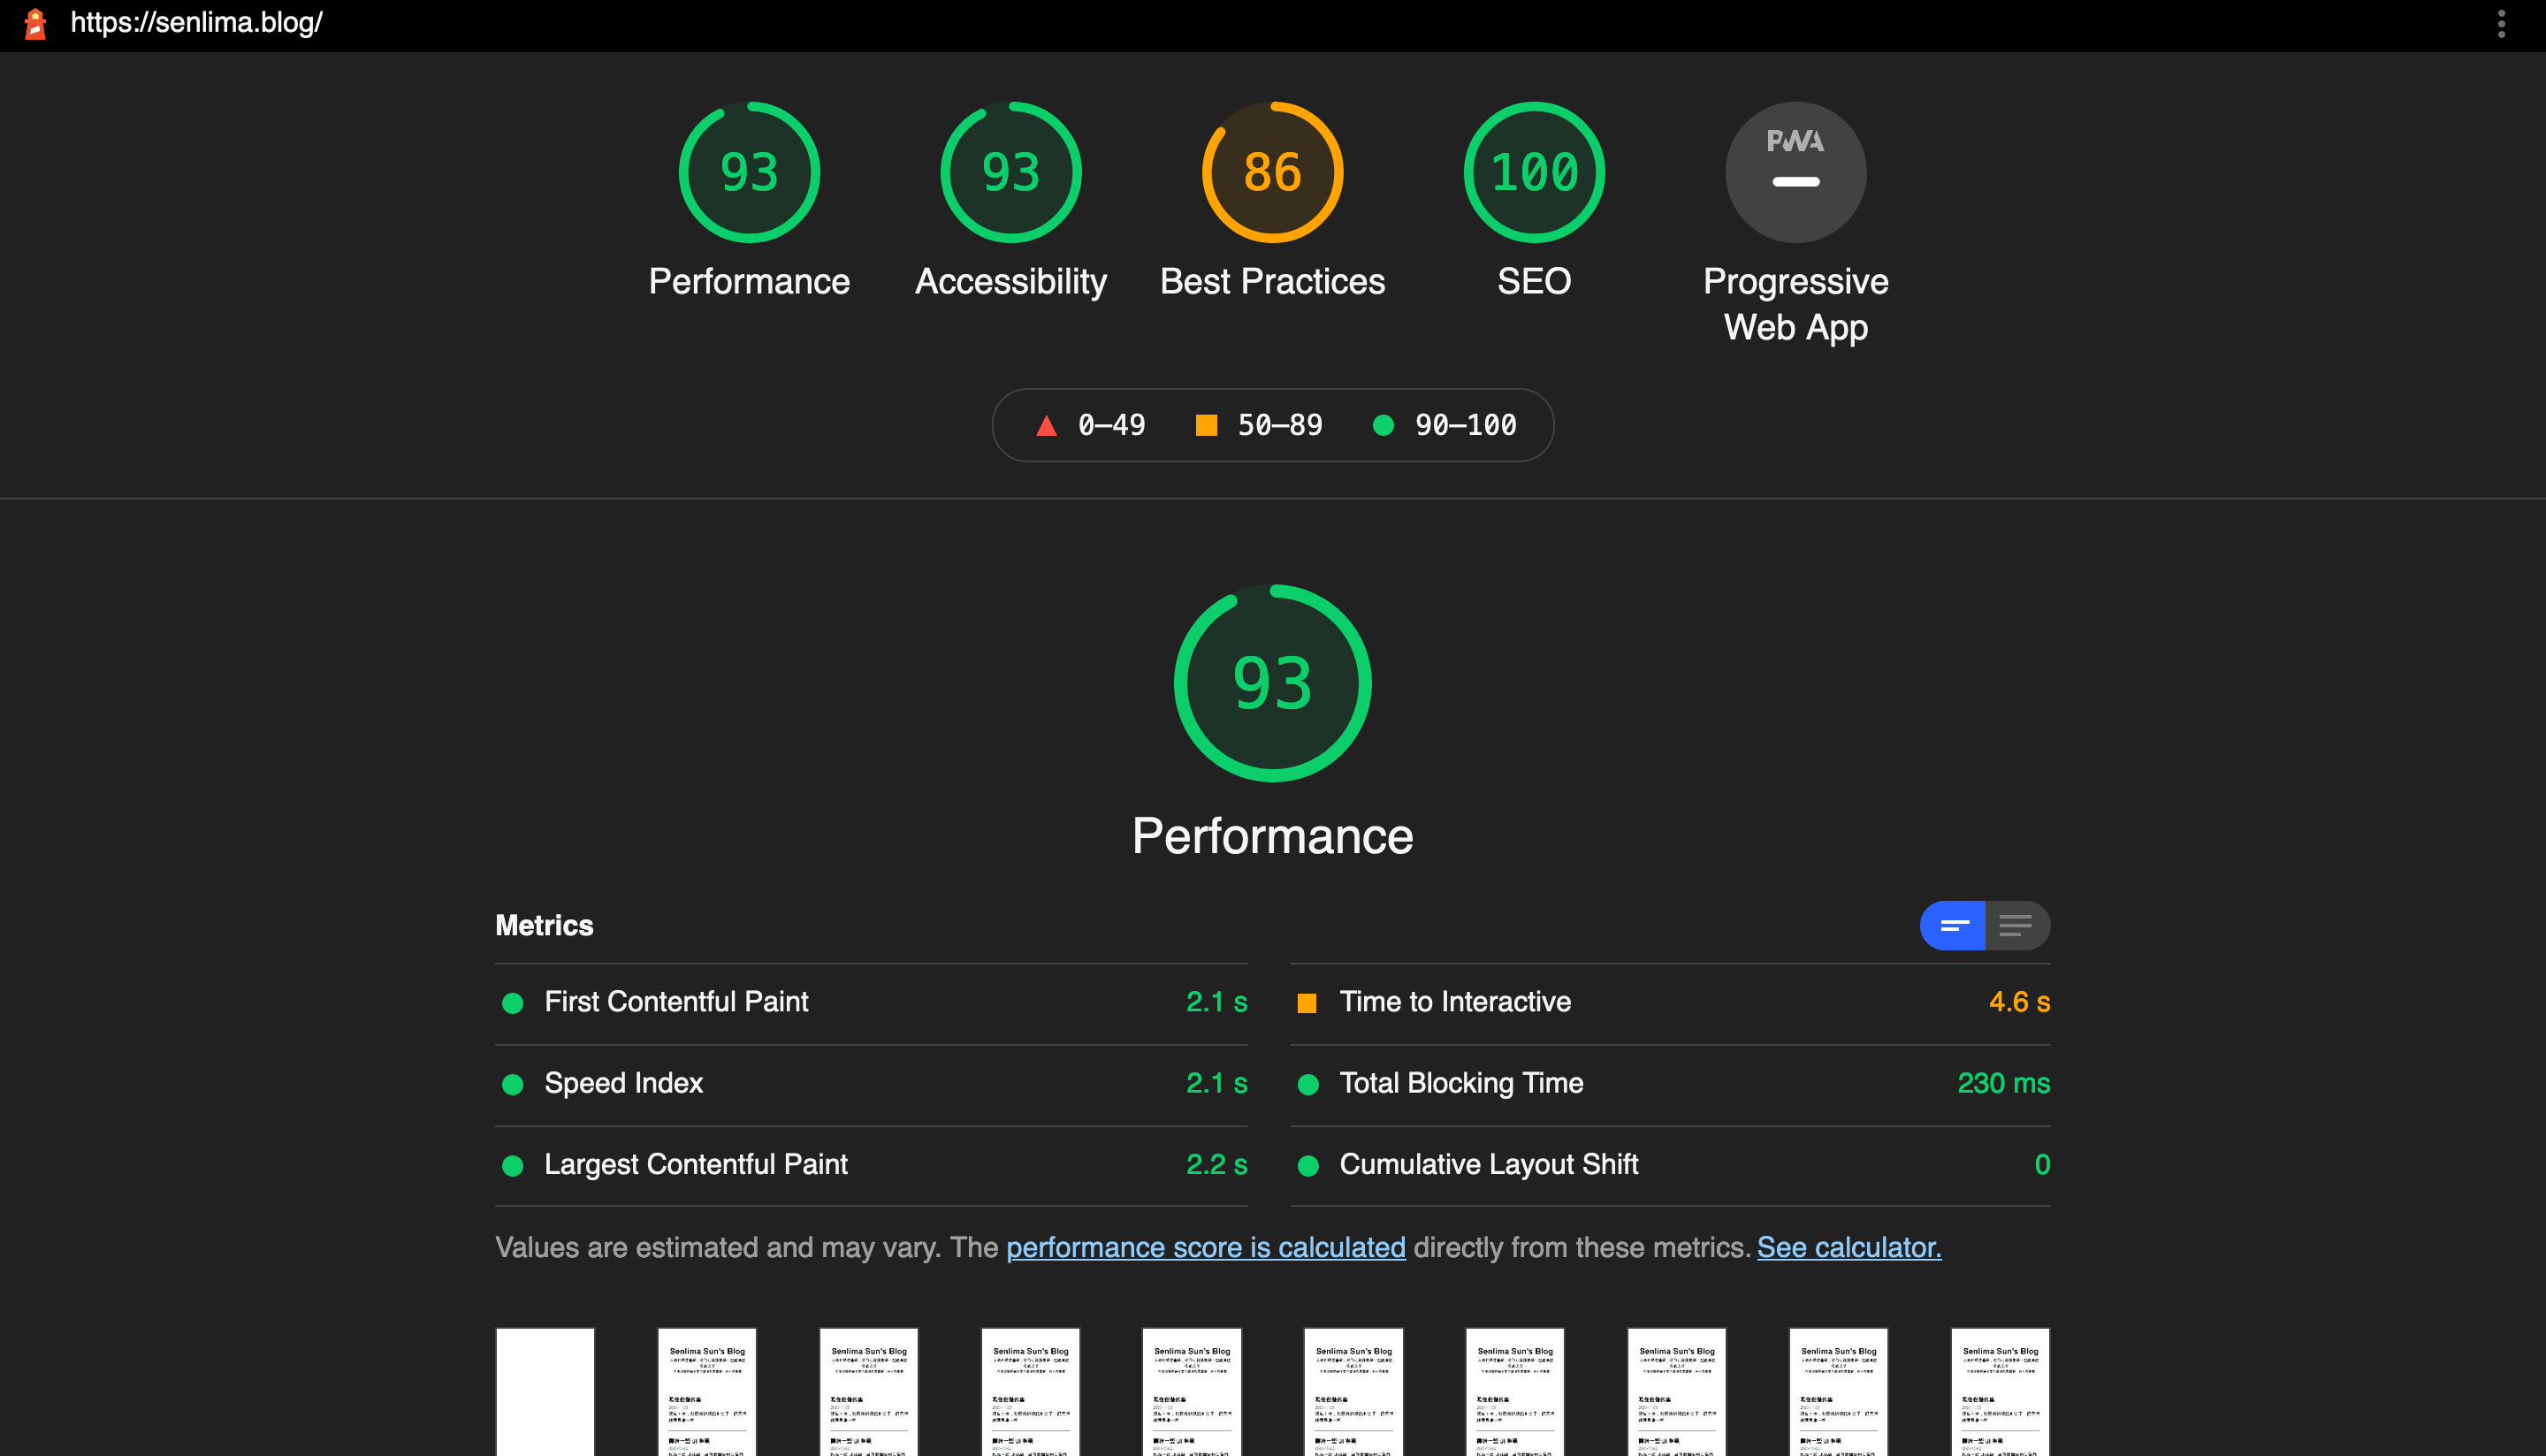 https://senlima.blog/
93
93
86
100
PWA
Performance
Accessibility
Best Practices
SEO
Progressive
Web App
0–49
50–89
90–100
93
Performance
Metrics
First Contentful Paint
2.1 s
Time to Interactive
4.6 s
Speed Index
2.1 s
Total Blocking Time
230 ms
Largest Contentful Paint
2.2 s
Cumulative Layout Shift
0
Values are estimated and may vary. The performance score is calculated directly from these metrics. See calculator.
Senlima Sun's Blog
Senlima Sun's Blog
Senlima Sun's Blog
Senlima Sun's Blog
Senlima Sun's Blog
Senlima Sun's Blog
Senlima Sun's Blog
Senlima Sun's Blog
Senlima Sun's Blog